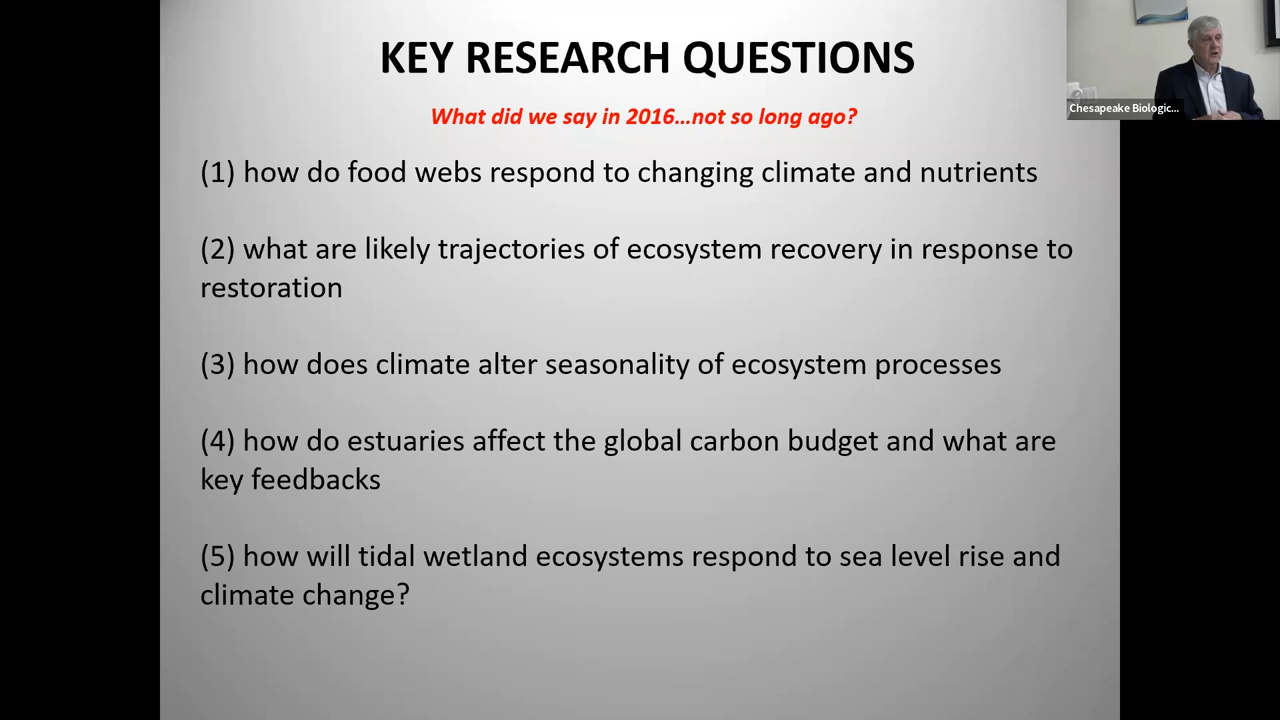 KEY RESEARCH QUESTIONS
What did we say in 2016...not so long ago?
Chesapeake Biologic...
(1) how do food webs respond to changing climate and nutrients
(2) what are likely trajectories of ecosystem recovery in response to
restoration
(3) how does climate alter seasonality of ecosystem processes
(4) how do estuaries affect the global carbon budget and what are
key feedbacks
(5) how will tidal wetland ecosystems respond to sea level rise and
climate change?